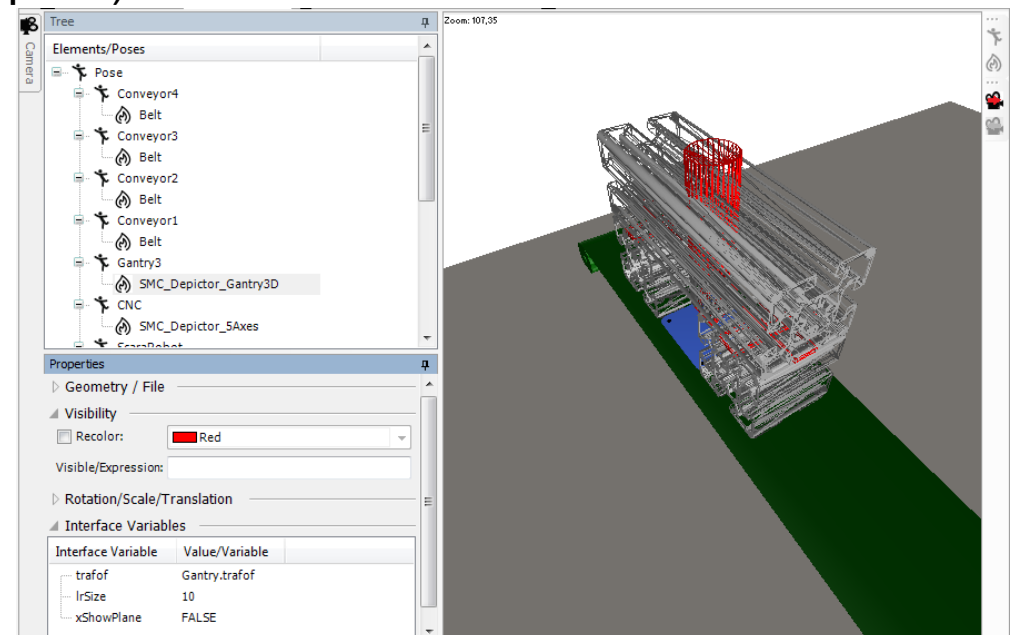 Tree
Zoom: 107,35
Camera
Elements/Poses
Pose
Conveyor4
Belt
Conveyor3
Belt
Conveyor2
Belt
Conveyor1
Belt
Gantry3
SMC_Depictor_Gantry3D
CNC
SMC_Depictor_5Axes
ScaraRobot
Properties
Geometry / File
Visibility
Recolor: Red
Visible/Expression:
Rotation/Scale/Translation
Interface Variables
Interface Variable Value/Variable
trafof Gantry.trafof
lrSize 10
xShowPlane FALSE